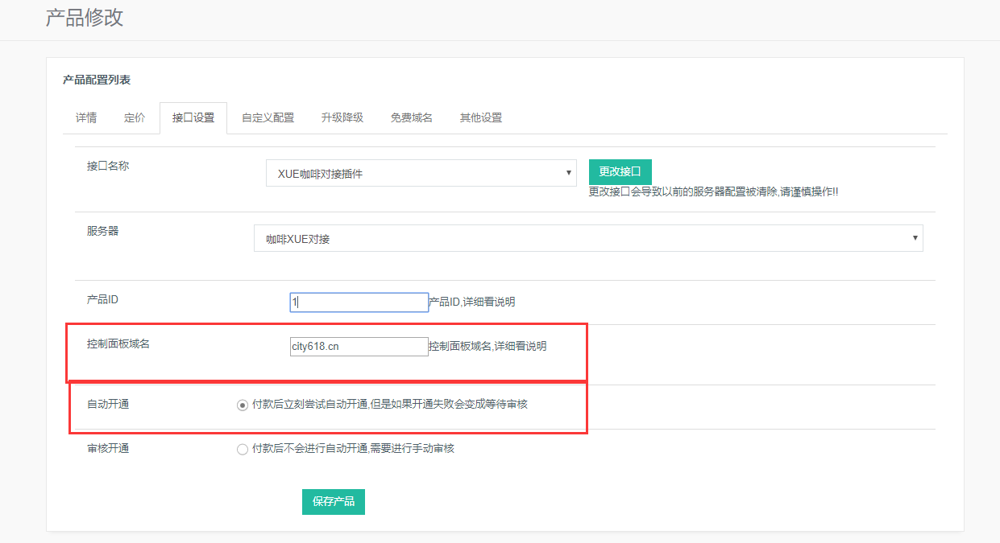 产品修改
产品配置列表
详情 定价 接口设置 自定义配置 升级降级 免费域名 其他设置
接口名称 XUE咖啡对接插件 更改接口
更改接口会导致以前的服务器配置被清除,请谨慎操作!!
服务器 咖啡XUE对接
产品ID 1 产品ID,详细看说明
控制面板域名 city618.cn 控制面板域名,详细看说明
自动开通 付款后立刻尝试自动开通,但是如果开通失败会变成等待审核
审核开通 付款后不会进行自动开通,需要进行手动审核
保存产品